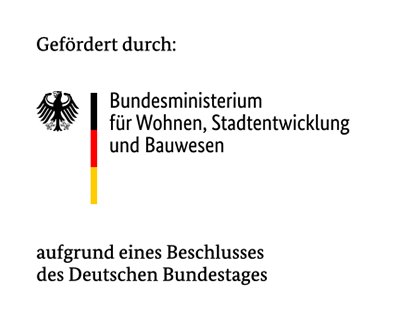 Gefördert durch:
Bundesministerium
für Wohnen, Stadtentwicklung
und Bauwesen
aufgrund eines Beschlusses
des Deutschen Bundestages